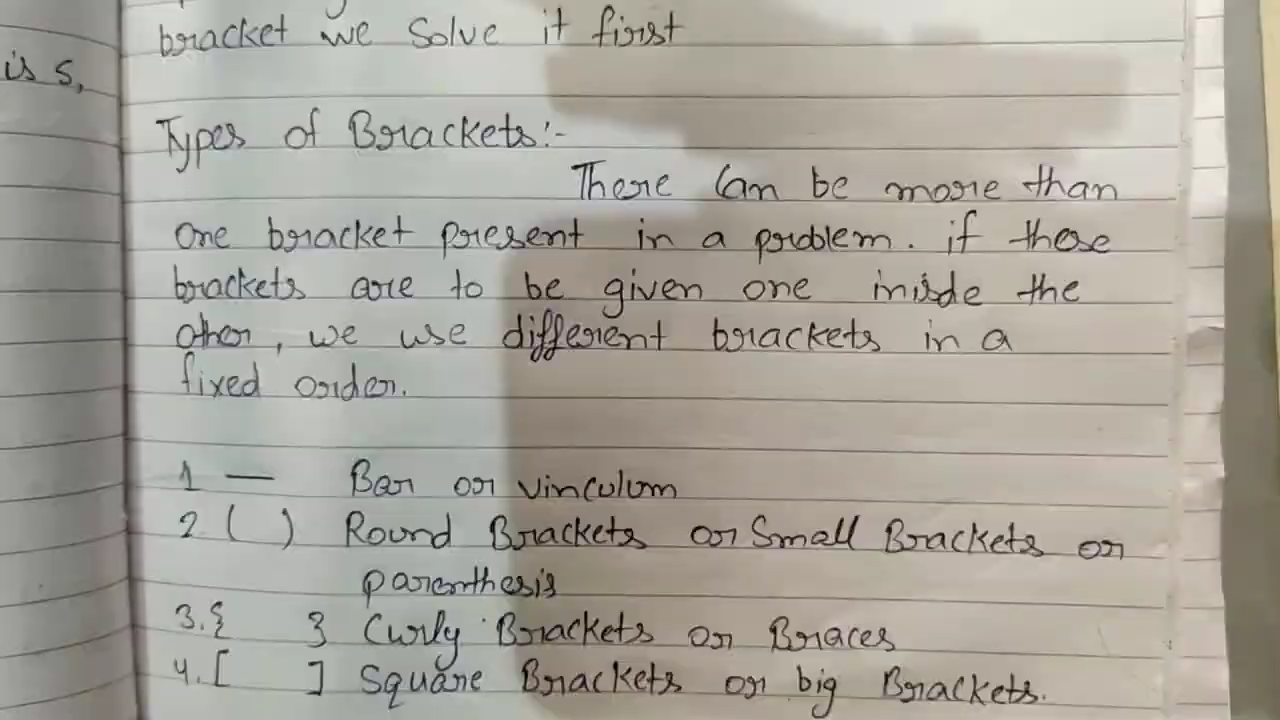 bracket we solve it first
is 5,
Types of Brackets:-
There can be more than
one bracket present in a problem. if these
brackets are to be given one inisde the
other, we use different brackets in a
fixed order.
1 — Bar or vinculum
2 ( ) Round Brackets or Small Brackets or
parenthesis
3. { } Curly Brackets or Braces
4. [ ] Square Brackets or big Brackets.